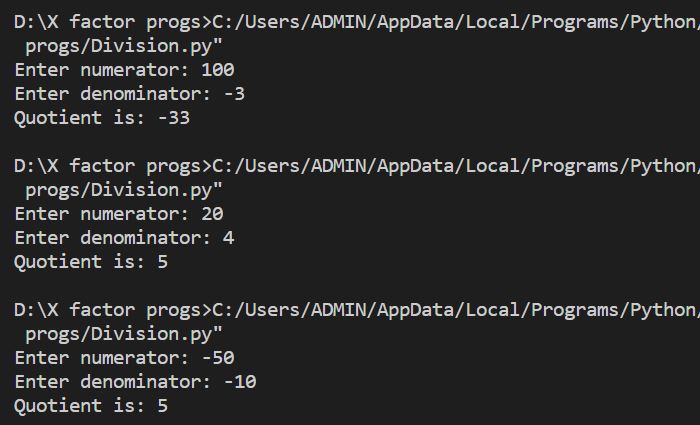 D:\X factor progs>C:/Users/ADMIN/AppData/Local/Programs/Python/
progs/Division.py"
Enter numerator: 100
Enter denominator: -3
Quotient is: -33
D:\X factor progs>C:/Users/ADMIN/AppData/Local/Programs/Python/
progs/Division.py"
Enter numerator: 20
Enter denominator: 4
Quotient is: 5
D:\X factor progs>C:/Users/ADMIN/AppData/Local/Programs/Python/
progs/Division.py"
Enter numerator: -50
Enter denominator: -10
Quotient is: 5